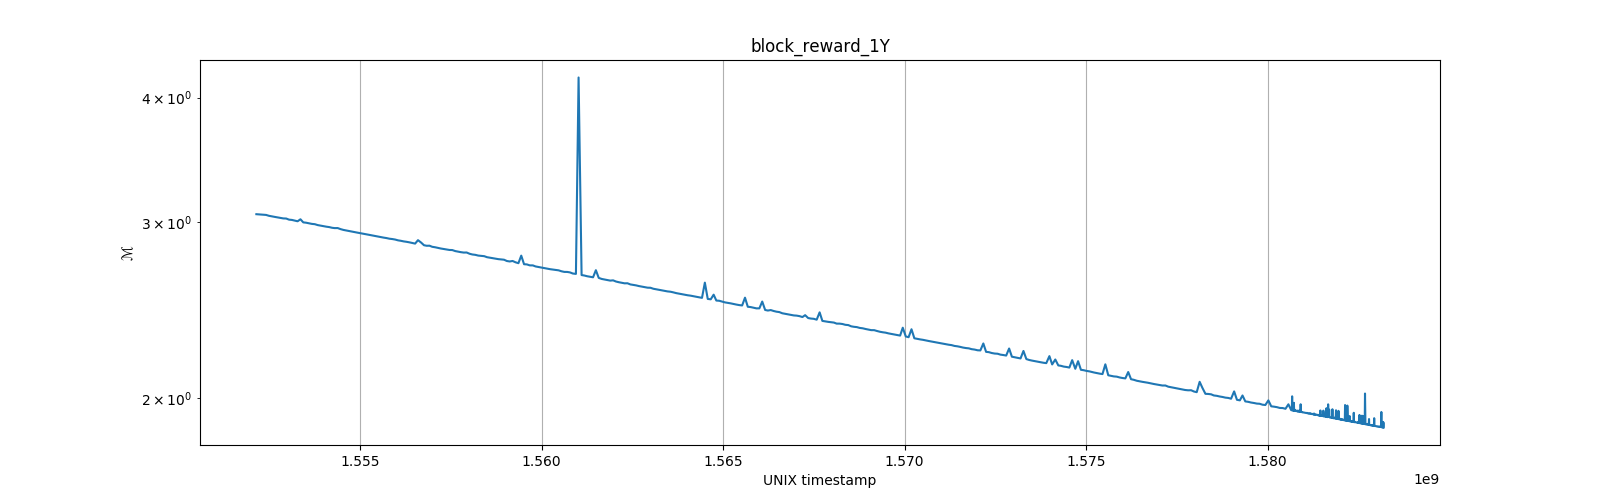 block_reward_1Y
4 × 10⁰
3 × 10⁰
2 × 10⁰
ℳ
1.555 1.560 1.565 1.570 1.575 1.580
UNIX timestamp
1e9